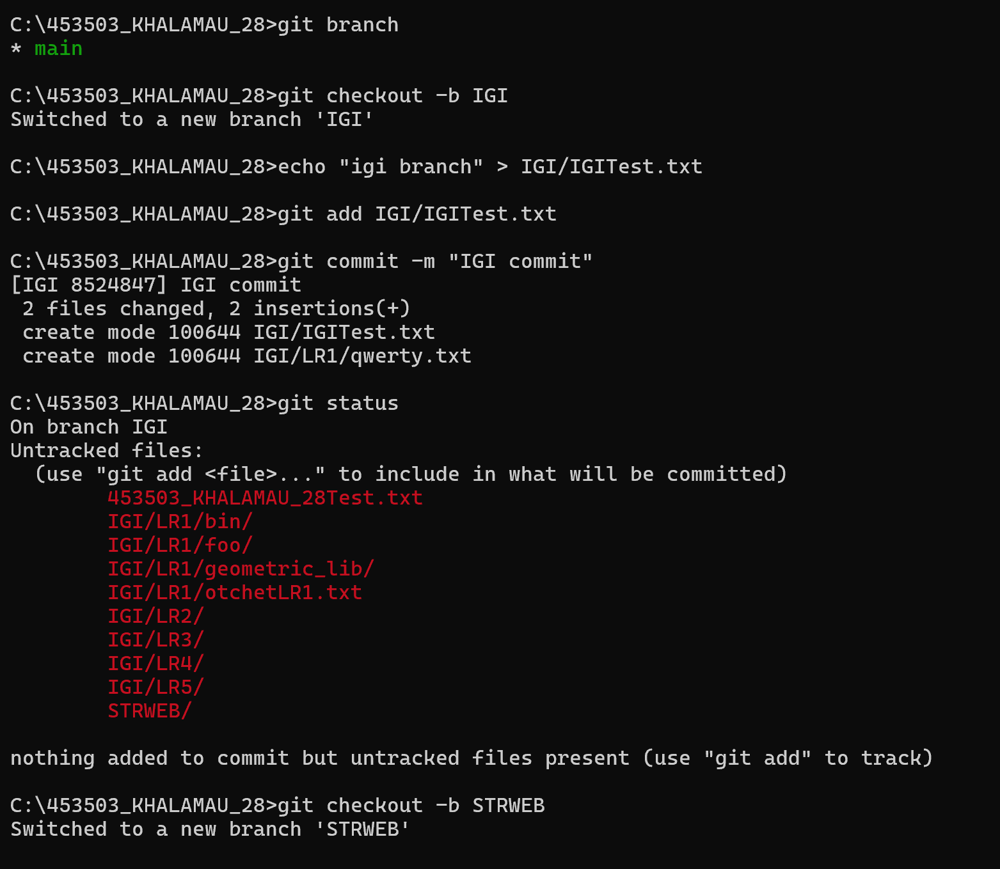 C:\453503_KHALAMAU_28>git branch
* main
C:\453503_KHALAMAU_28>git checkout -b IGI
Switched to a new branch 'IGI'
C:\453503_KHALAMAU_28>echo "igi branch" > IGI/IGITest.txt
C:\453503_KHALAMAU_28>git add IGI/IGITest.txt
C:\453503_KHALAMAU_28>git commit -m "IGI commit"
[IGI 8524847] IGI commit
 2 files changed, 2 insertions(+)
 create mode 100644 IGI/IGITest.txt
 create mode 100644 IGI/LR1/qwerty.txt
C:\453503_KHALAMAU_28>git status
On branch IGI
Untracked files:
  (use "git add <file>..." to include in what will be committed)
        453503_KHALAMAU_28Test.txt
        IGI/LR1/bin/
        IGI/LR1/foo/
        IGI/LR1/geometric_lib/
        IGI/LR1/otchetLR1.txt
        IGI/LR2/
        IGI/LR3/
        IGI/LR4/
        IGI/LR5/
        STRWEB/
nothing added to commit but untracked files present (use "git add" to track)
C:\453503_KHALAMAU_28>git checkout -b STRWEB
Switched to a new branch 'STRWEB'